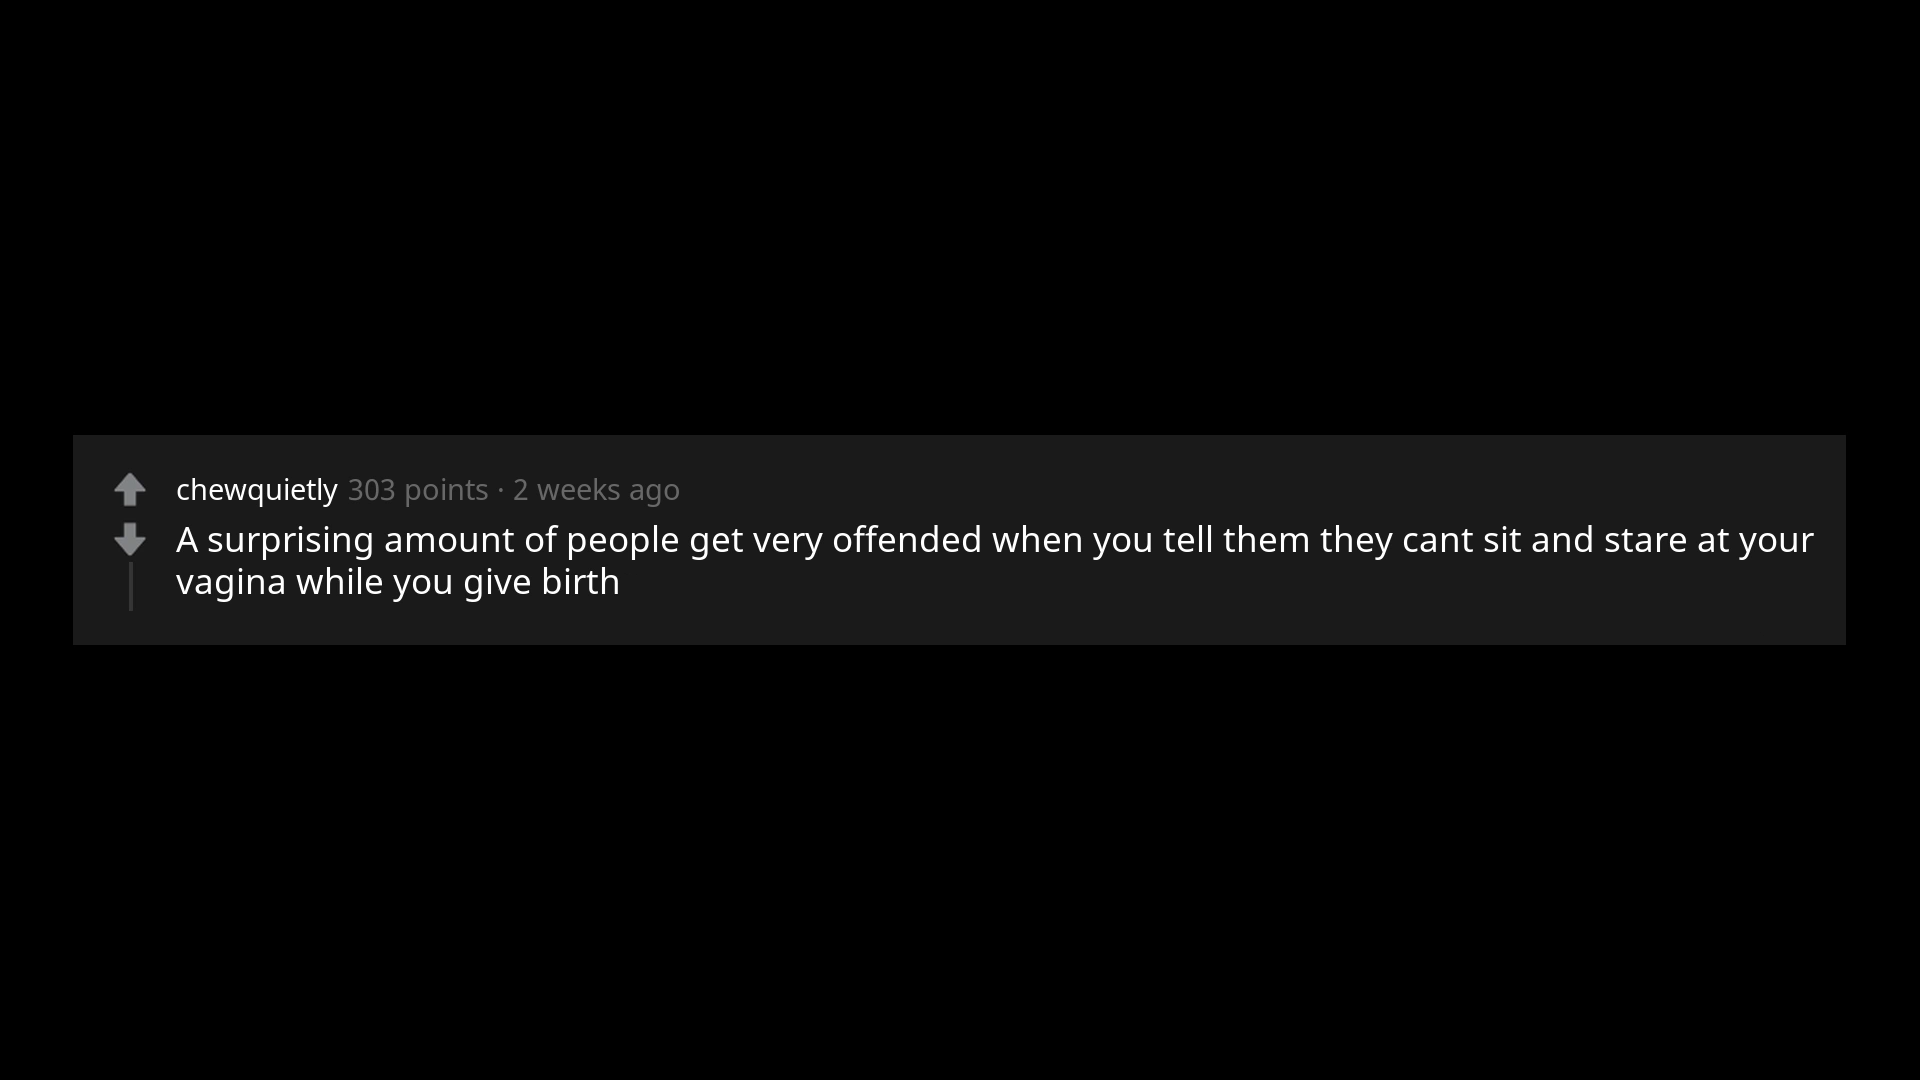 chewquietly 303 points · 2 weeks ago
A surprising amount of people get very offended when you tell them they cant sit and stare at your
vagina while you give birth